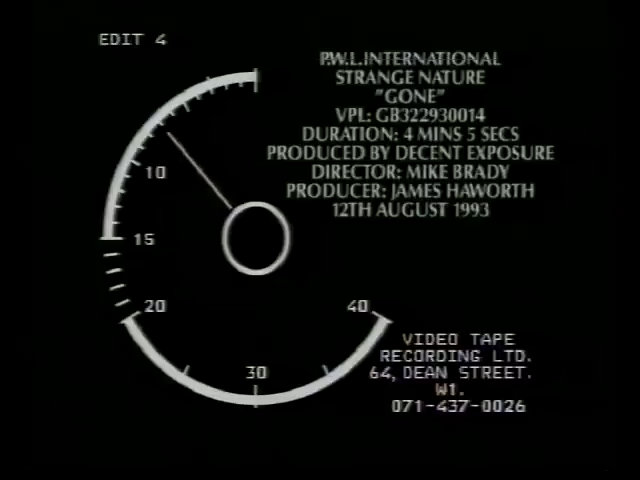 EDIT 4
P.W.L.INTERNATIONAL
STRANGE NATURE
"GONE"
VPL: GB322930014
DURATION: 4 MINS 5 SECS
PRODUCED BY DECENT EXPOSURE
DIRECTOR: MIKE BRADY
PRODUCER: JAMES HAWORTH
12TH AUGUST 1993
10
15
20
40
30
VIDEO TAPE
RECORDING LTD.
64, DEAN STREET.
W1.
071-437-0026